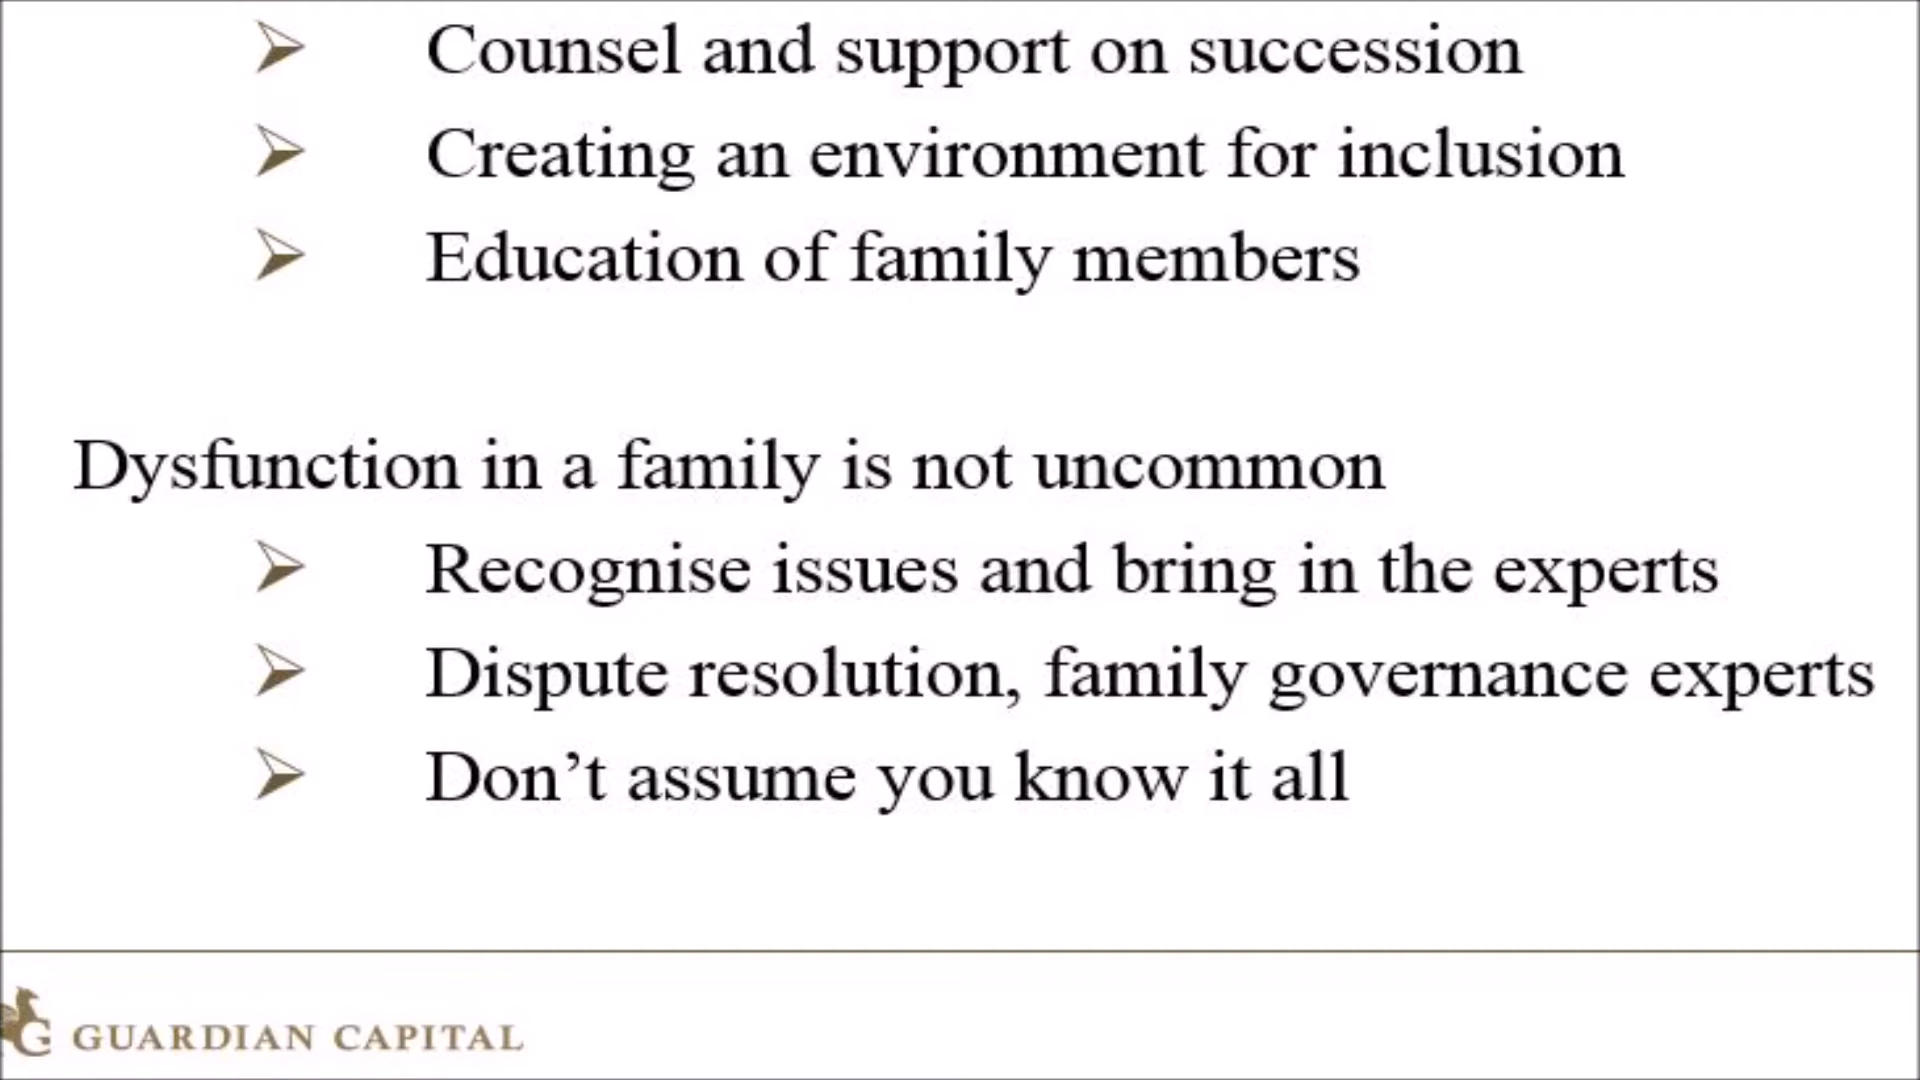 Counsel and support on succession
Creating an environment for inclusion
Education of family members
Dysfunction in a family is not uncommon
Recognise issues and bring in the experts
Dispute resolution, family governance experts
Don’t assume you know it all
G GUARDIAN CAPITAL